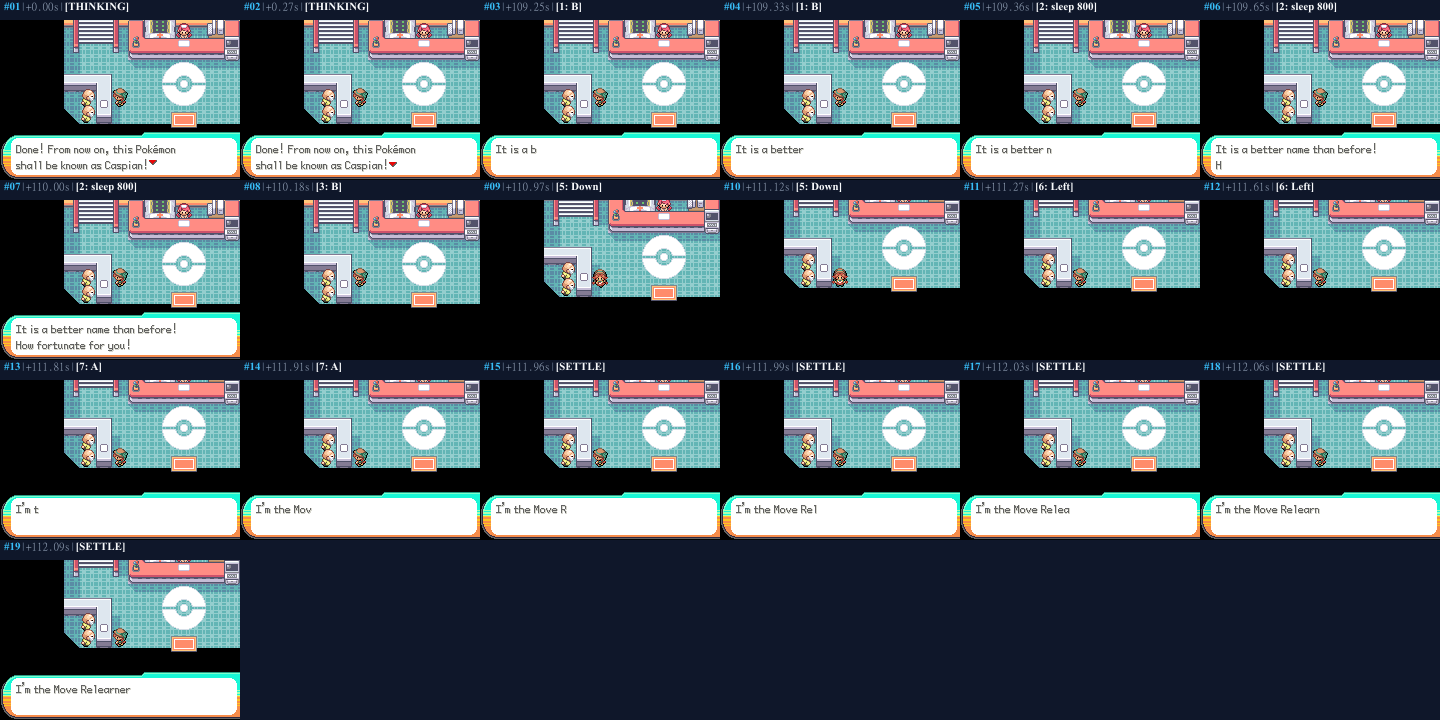 #01|+0.00s|[THINKING]
Done! From now on, this Pokémon
shall be known as Caspian!
#02|+0.27s|[THINKING]
Done! From now on, this Pokémon
shall be known as Caspian!
#03|+109.25s|[1: B]
It is a b
#04|+109.33s|[1: B]
It is a better
#05|+109.36s|[2: sleep 800]
It is a better n
#06|+109.65s|[2: sleep 800]
It is a better name than before!
H
#07|+110.00s|[2: sleep 800]
It is a better name than before!
How fortunate for you!
#08|+110.18s|[3: B]
#09|+110.97s|[5: Down]
#10|+111.12s|[5: Down]
#11|+111.27s|[6: Left]
#12|+111.61s|[6: Left]
#13|+111.81s|[7: A]
I'm t
#14|+111.91s|[7: A]
I'm the Mov
#15|+111.96s|[SETTLE]
I'm the Move R
#16|+111.99s|[SETTLE]
I'm the Move Rel
#17|+112.03s|[SETTLE]
I'm the Move Relea
#18|+112.06s|[SETTLE]
I'm the Move Relearn
#19|+112.09s|[SETTLE]
I'm the Move Relearner